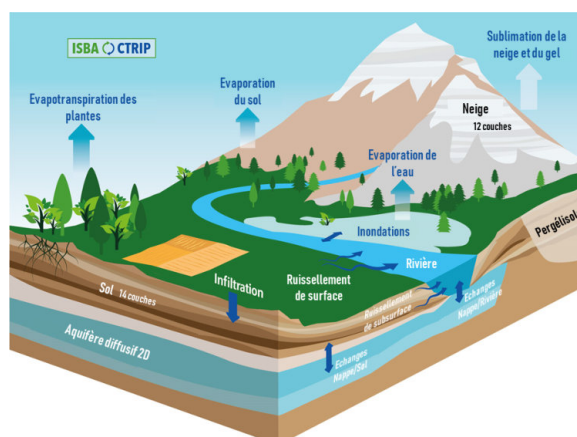 ISBA CTRIP
Sublimation de la
neige et du gel
Evapotranspiration des
plantes
Evaporation
du sol
Neige
12 couches
Evaporation de
l'eau
Inondations
Pergélisol
Rivière
Ruissellement
de surface
Infiltration
Sol 14 couches
Ruissellement
de subsurface
Echanges
Nappe/Rivière
Aquifère diffusif 2D
Echanges
Nappe/Sol